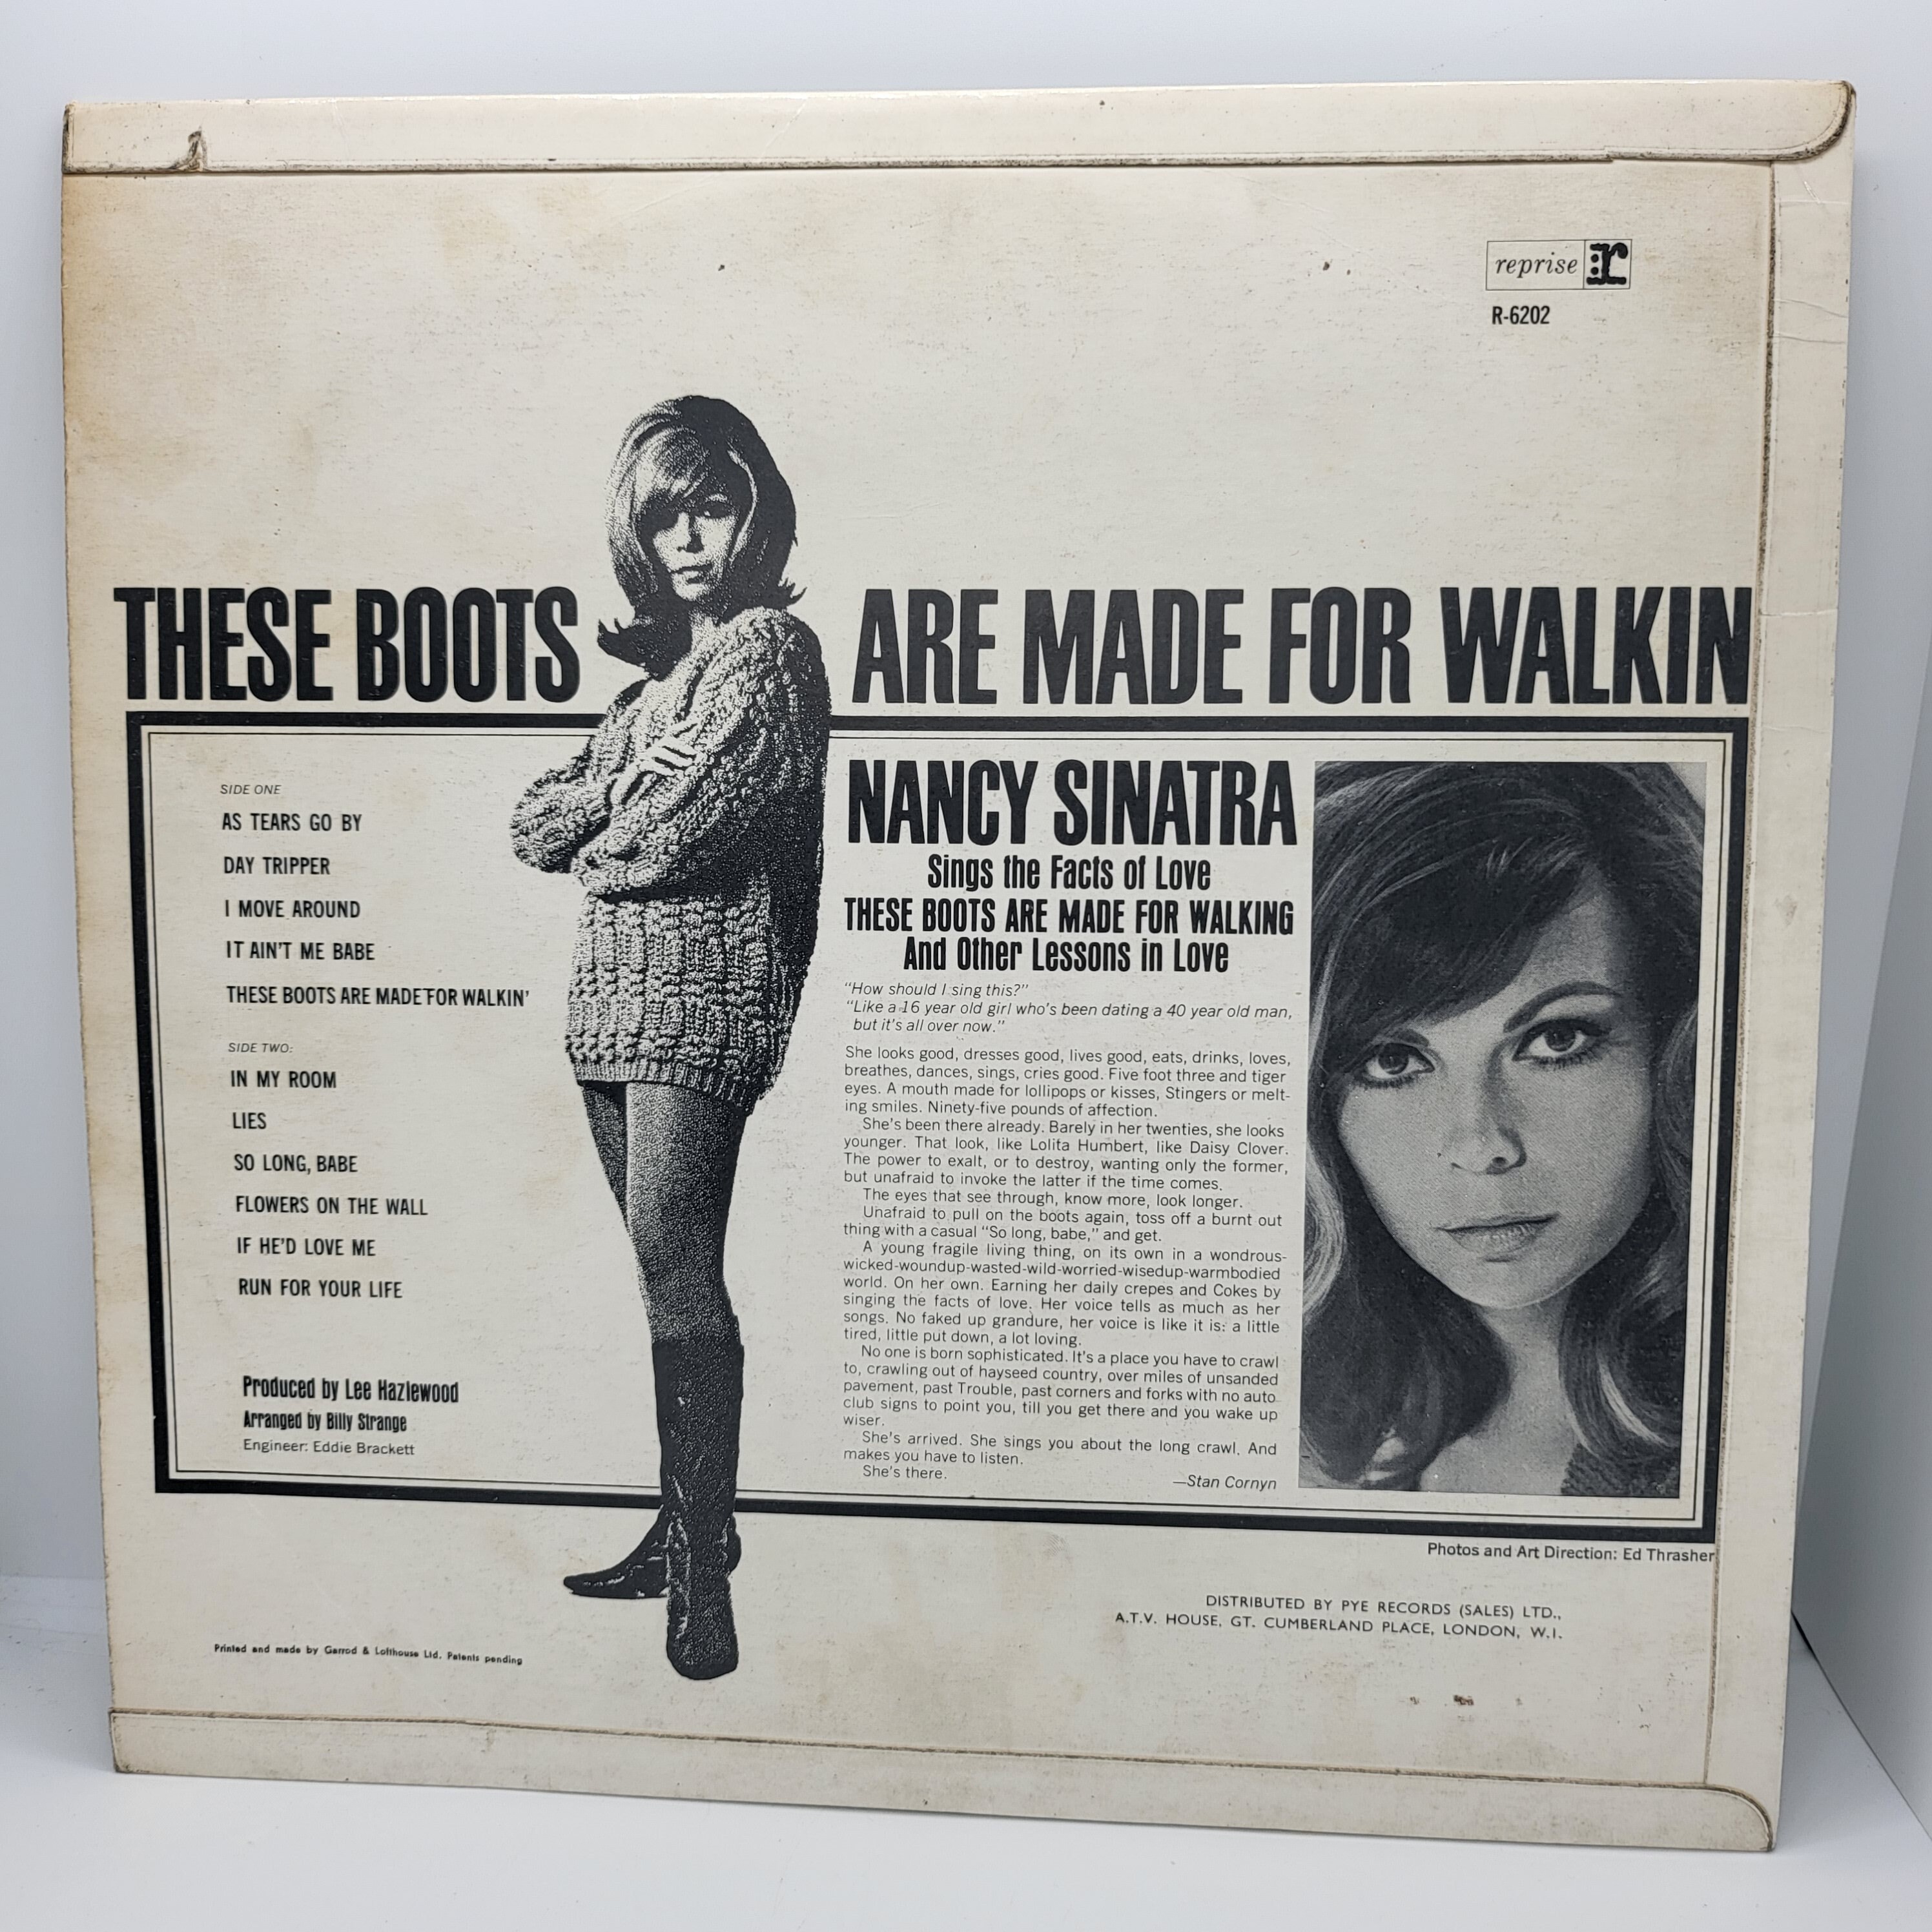 reprise r
R-6202
THESE BOOTS ARE MADE FOR WALKIN
SIDE ONE
AS TEARS GO BY
DAY TRIPPER
I MOVE AROUND
IT AIN'T ME BABE
THESE BOOTS ARE MADE FOR WALKIN'
SIDE TWO:
IN MY ROOM
LIES
SO LONG, BABE
FLOWERS ON THE WALL
IF HE'D LOVE ME
RUN FOR YOUR LIFE
Produced by Lee Hazlewood
Arranged by Billy Strange
Engineer: Eddie Brackett
NANCY SINATRA
Sings the Facts of Love
THESE BOOTS ARE MADE FOR WALKING
And Other Lessons in Love
"How should I sing this?"
"Like a 16 year old girl who's been dating a 40 year old man,
but it's all over now."
She looks good, dresses good, lives good, eats, drinks, loves,
breathes, dances, sings, cries good. Five foot three and tiger
eyes. A mouth made for lollipops or kisses, Stingers or melt-
ing smiles. Ninety-five pounds of affection.
She's been there already. Barely in her twenties, she looks
younger. That look, like Lolita Humbert, like Daisy Clover.
The power to exalt, or to destroy, wanting only the former,
but unafraid to invoke the latter if the time comes.
The eyes that see through, know more, look longer.
Unafraid to pull on the boots again, toss off a burnt out
thing with a casual "So long, babe," and get.
A young fragile living thing, on its own in a wondrous-
wicked-woundup-wasted-wild-worried-wisedup-warmbodied
world. On her own. Earning her daily crepes and Cokes by
singing the facts of love. Her voice tells as much as her
songs. No faked up grandure, her voice is like it is: a little
tired, little put down, a lot loving.
No one is born sophisticated. It's a place you have to crawl
to, crawling out of hayseed country, over miles of unsanded
pavement, past Trouble, past corners and forks with no auto
club signs to point you, till you get there and you wake up
wiser.
She's arrived. She sings you about the long crawl. And
makes you have to listen.
She's there.
—Stan Cornyn
Photos and Art Direction: Ed Thrasher
DISTRIBUTED BY PYE RECORDS (SALES) LTD.,
A.T.V. HOUSE, GT. CUMBERLAND PLACE, LONDON, W.I.
Printed and made by Garrod & Lofthouse Ltd. Patents pending